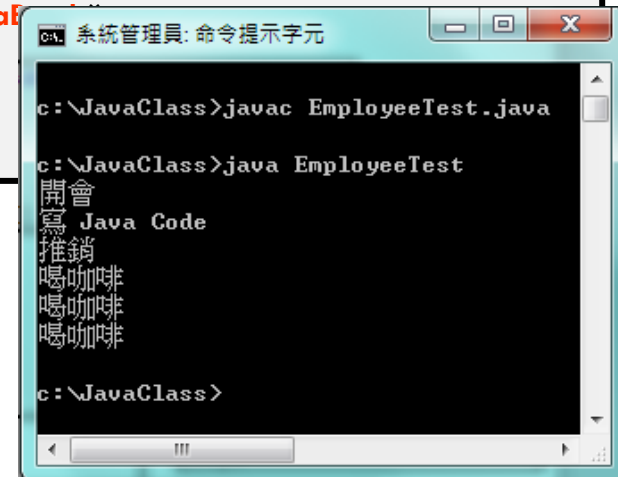 系統管理員: 命令提示字元
c:\JavaClass>javac EmployeeTest.java
c:\JavaClass>java EmployeeTest
開會
寫 Java Code
推銷
喝咖啡
喝咖啡
喝咖啡
c:\JavaClass>